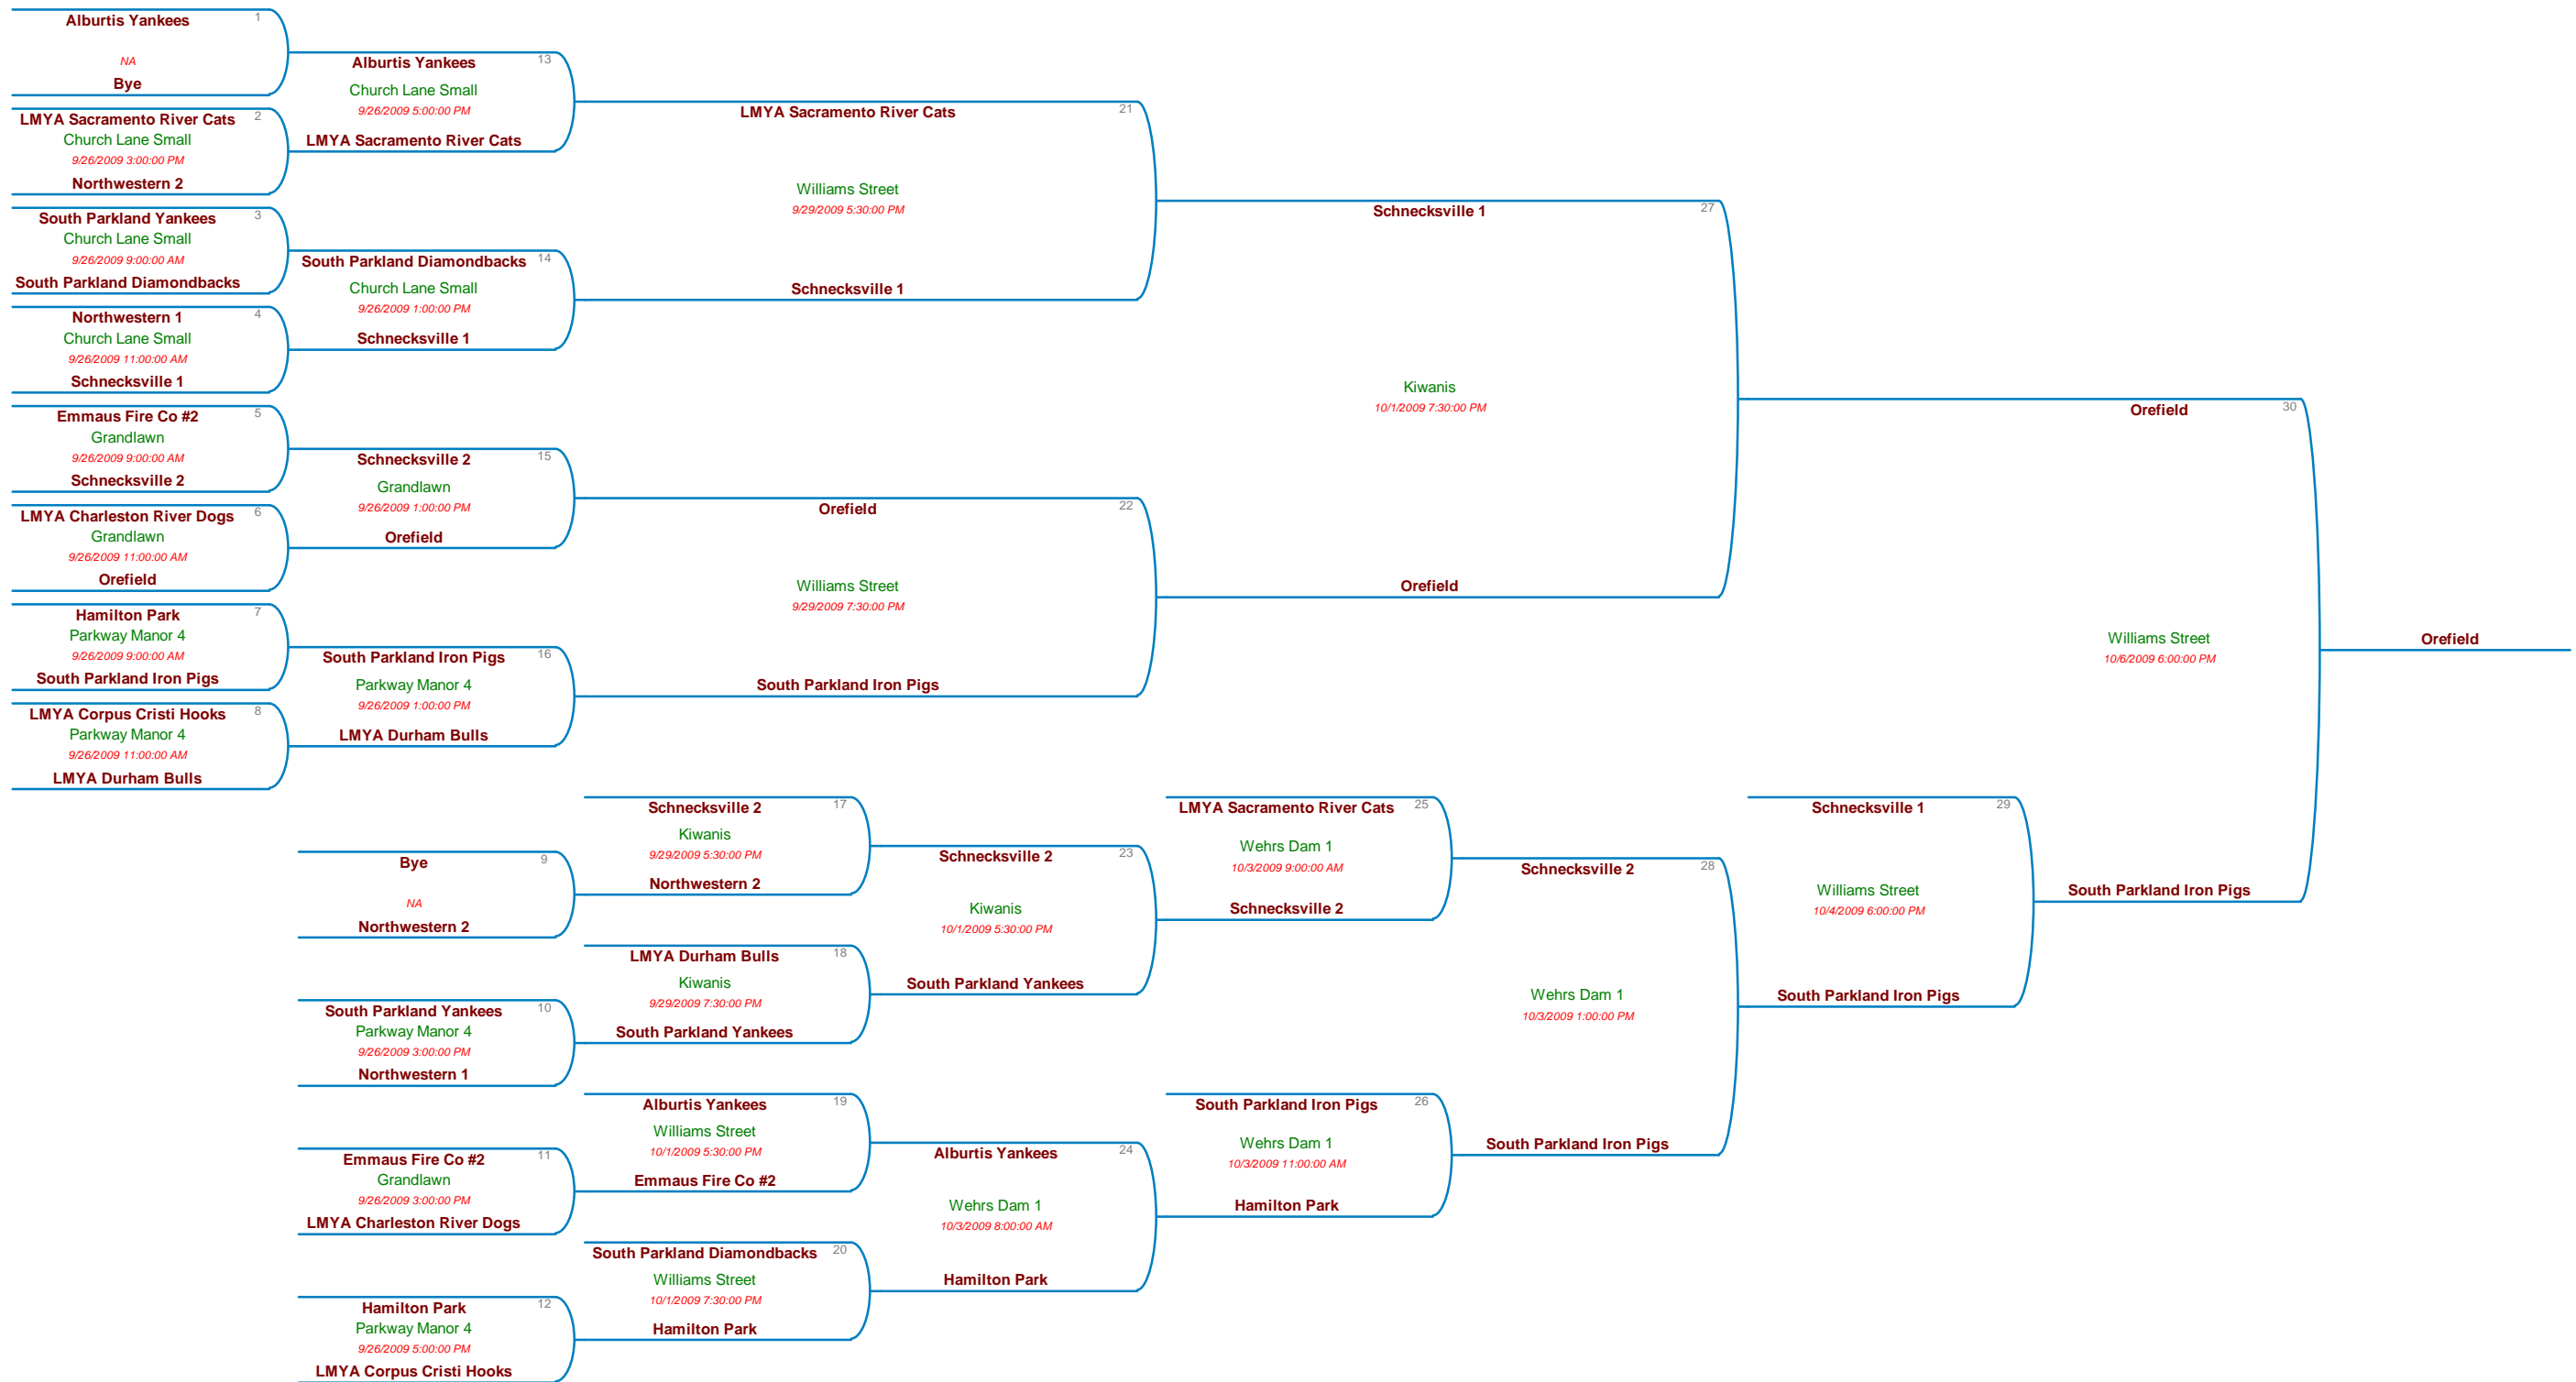 Alburtis Yankees 1
NA
Bye
LMYA Sacramento River Cats 2
Church Lane Small
9/26/2009 3:00:00 PM
Northwestern 2
South Parkland Yankees 3
Church Lane Small
9/26/2009 9:00:00 AM
South Parkland Diamondbacks
Northwestern 1 4
Church Lane Small
9/26/2009 11:00:00 AM
Schnecksville 1
Emmaus Fire Co #2 5
Grandlawn
9/26/2009 9:00:00 AM
Schnecksville 2
LMYA Charleston River Dogs 6
Grandlawn
9/26/2009 11:00:00 AM
Orefield
Hamilton Park 7
Parkway Manor 4
9/26/2009 9:00:00 AM
South Parkland Iron Pigs
LMYA Corpus Cristi Hooks 8
Parkway Manor 4
9/26/2009 11:00:00 AM
LMYA Durham Bulls
Alburtis Yankees 13
Church Lane Small
9/26/2009 5:00:00 PM
LMYA Sacramento River Cats
South Parkland Diamondbacks 14
Church Lane Small
9/26/2009 1:00:00 PM
Schnecksville 1
Schnecksville 2 15
Grandlawn
9/26/2009 1:00:00 PM
Orefield
South Parkland Iron Pigs 16
Parkway Manor 4
9/26/2009 1:00:00 PM
LMYA Durham Bulls
LMYA Sacramento River Cats 21
Williams Street
9/29/2009 5:30:00 PM
Schnecksville 1
Orefield 22
Williams Street
9/29/2009 7:30:00 PM
South Parkland Iron Pigs
Schnecksville 1 27
Kiwanis
10/1/2009 7:30:00 PM
Orefield
Orefield 30
Williams Street
10/6/2009 6:00:00 PM
South Parkland Iron Pigs
Orefield
Bye 9
NA
Northwestern 2
South Parkland Yankees 10
Parkway Manor 4
9/26/2009 3:00:00 PM
Northwestern 1
Emmaus Fire Co #2 11
Grandlawn
9/26/2009 3:00:00 PM
LMYA Charleston River Dogs
Hamilton Park 12
Parkway Manor 4
9/26/2009 5:00:00 PM
LMYA Corpus Cristi Hooks
Schnecksville 2 17
Kiwanis
9/29/2009 5:30:00 PM
Northwestern 2
LMYA Durham Bulls 18
Kiwanis
9/29/2009 7:30:00 PM
South Parkland Yankees
Alburtis Yankees 19
Williams Street
10/1/2009 5:30:00 PM
Emmaus Fire Co #2
South Parkland Diamondbacks 20
Williams Street
10/1/2009 7:30:00 PM
Hamilton Park
Schnecksville 2 23
Kiwanis
10/1/2009 5:30:00 PM
South Parkland Yankees
Alburtis Yankees 24
Wehrs Dam 1
10/3/2009 8:00:00 AM
Hamilton Park
LMYA Sacramento River Cats 25
Wehrs Dam 1
10/3/2009 9:00:00 AM
Schnecksville 2
South Parkland Iron Pigs 26
Wehrs Dam 1
10/3/2009 11:00:00 AM
Hamilton Park
Schnecksville 2 28
Wehrs Dam 1
10/3/2009 1:00:00 PM
South Parkland Iron Pigs
Schnecksville 1 29
Williams Street
10/4/2009 6:00:00 PM
South Parkland Iron Pigs